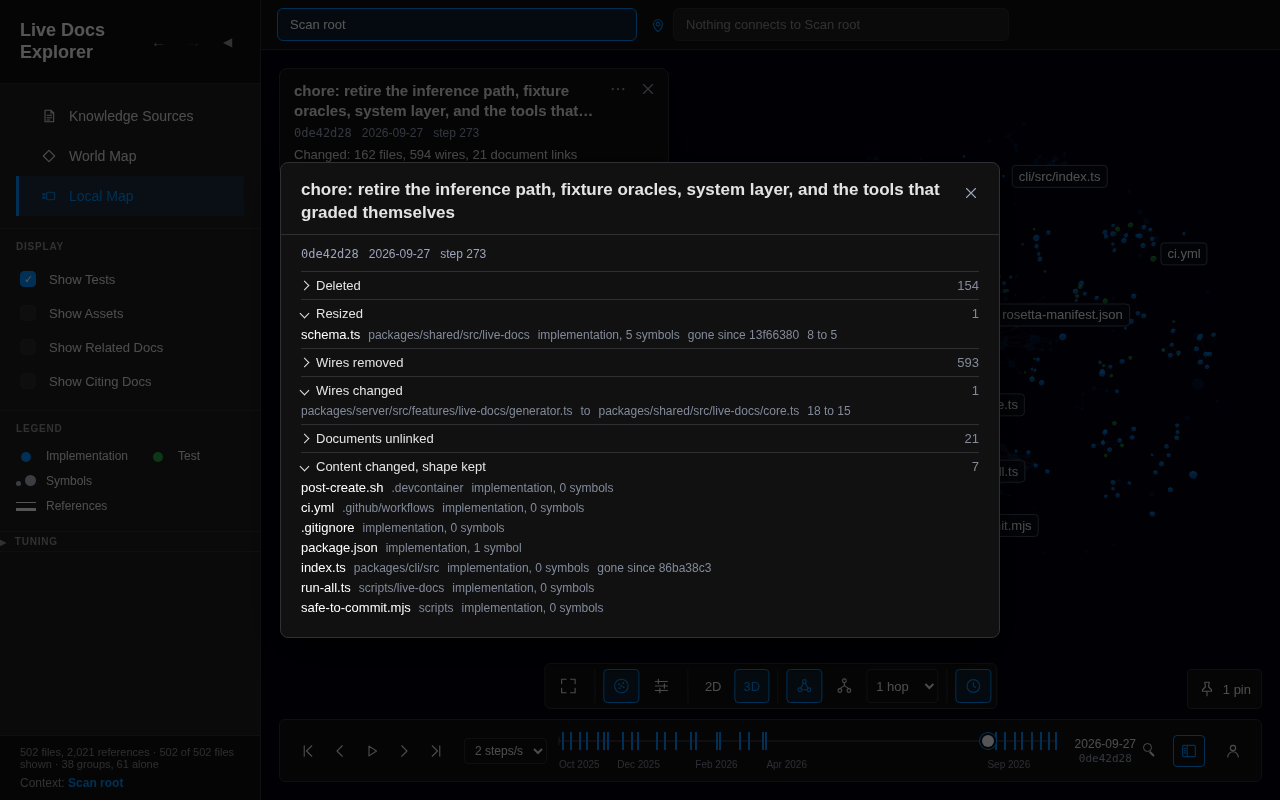 Live Docs
Explorer
Knowledge Sources
World Map
Local Map
DISPLAY
Show Tests
Show Assets
Show Related Docs
Show Citing Docs
LEGEND
Implementation
Test
Symbols
References
TUNING
502 files, 2,021 references · 502 of 502 files
shown · 38 groups, 61 alone
Context: Scan root
Scan root
Nothing connects to Scan root
chore: retire the inference path, fixture
oracles, system layer, and the tools that...
0de42d28 2026-09-27 step 273
Changed: 162 files, 594 wires, 21 document links
cli/src/index.ts
ci.yml
rosetta-manifest.json
chore: retire the inference path, fixture oracles, system layer, and the tools that
graded themselves
0de42d28 2026-09-27 step 273
Deleted 154
Resized 1
schema.ts packages/shared/src/live-docs implementation, 5 symbols gone since 13f66380 8 to 5
Wires removed 593
Wires changed 1
packages/server/src/features/live-docs/generator.ts to packages/shared/src/live-docs/core.ts 18 to 15
Documents unlinked 21
Content changed, shape kept 7
post-create.sh .devcontainer implementation, 0 symbols
ci.yml .github/workflows implementation, 0 symbols
.gitignore implementation, 0 symbols
package.json implementation, 1 symbol
index.ts packages/cli/src implementation, 0 symbols gone since 86ba38c3
run-all.ts scripts/live-docs implementation, 0 symbols
safe-to-commit.mjs scripts implementation, 0 symbols
2D
3D
1 hop
1 pin
2 steps/s
Oct 2025
Dec 2025
Feb 2026
Apr 2026
Sep 2026
2026-09-27
0de42d28